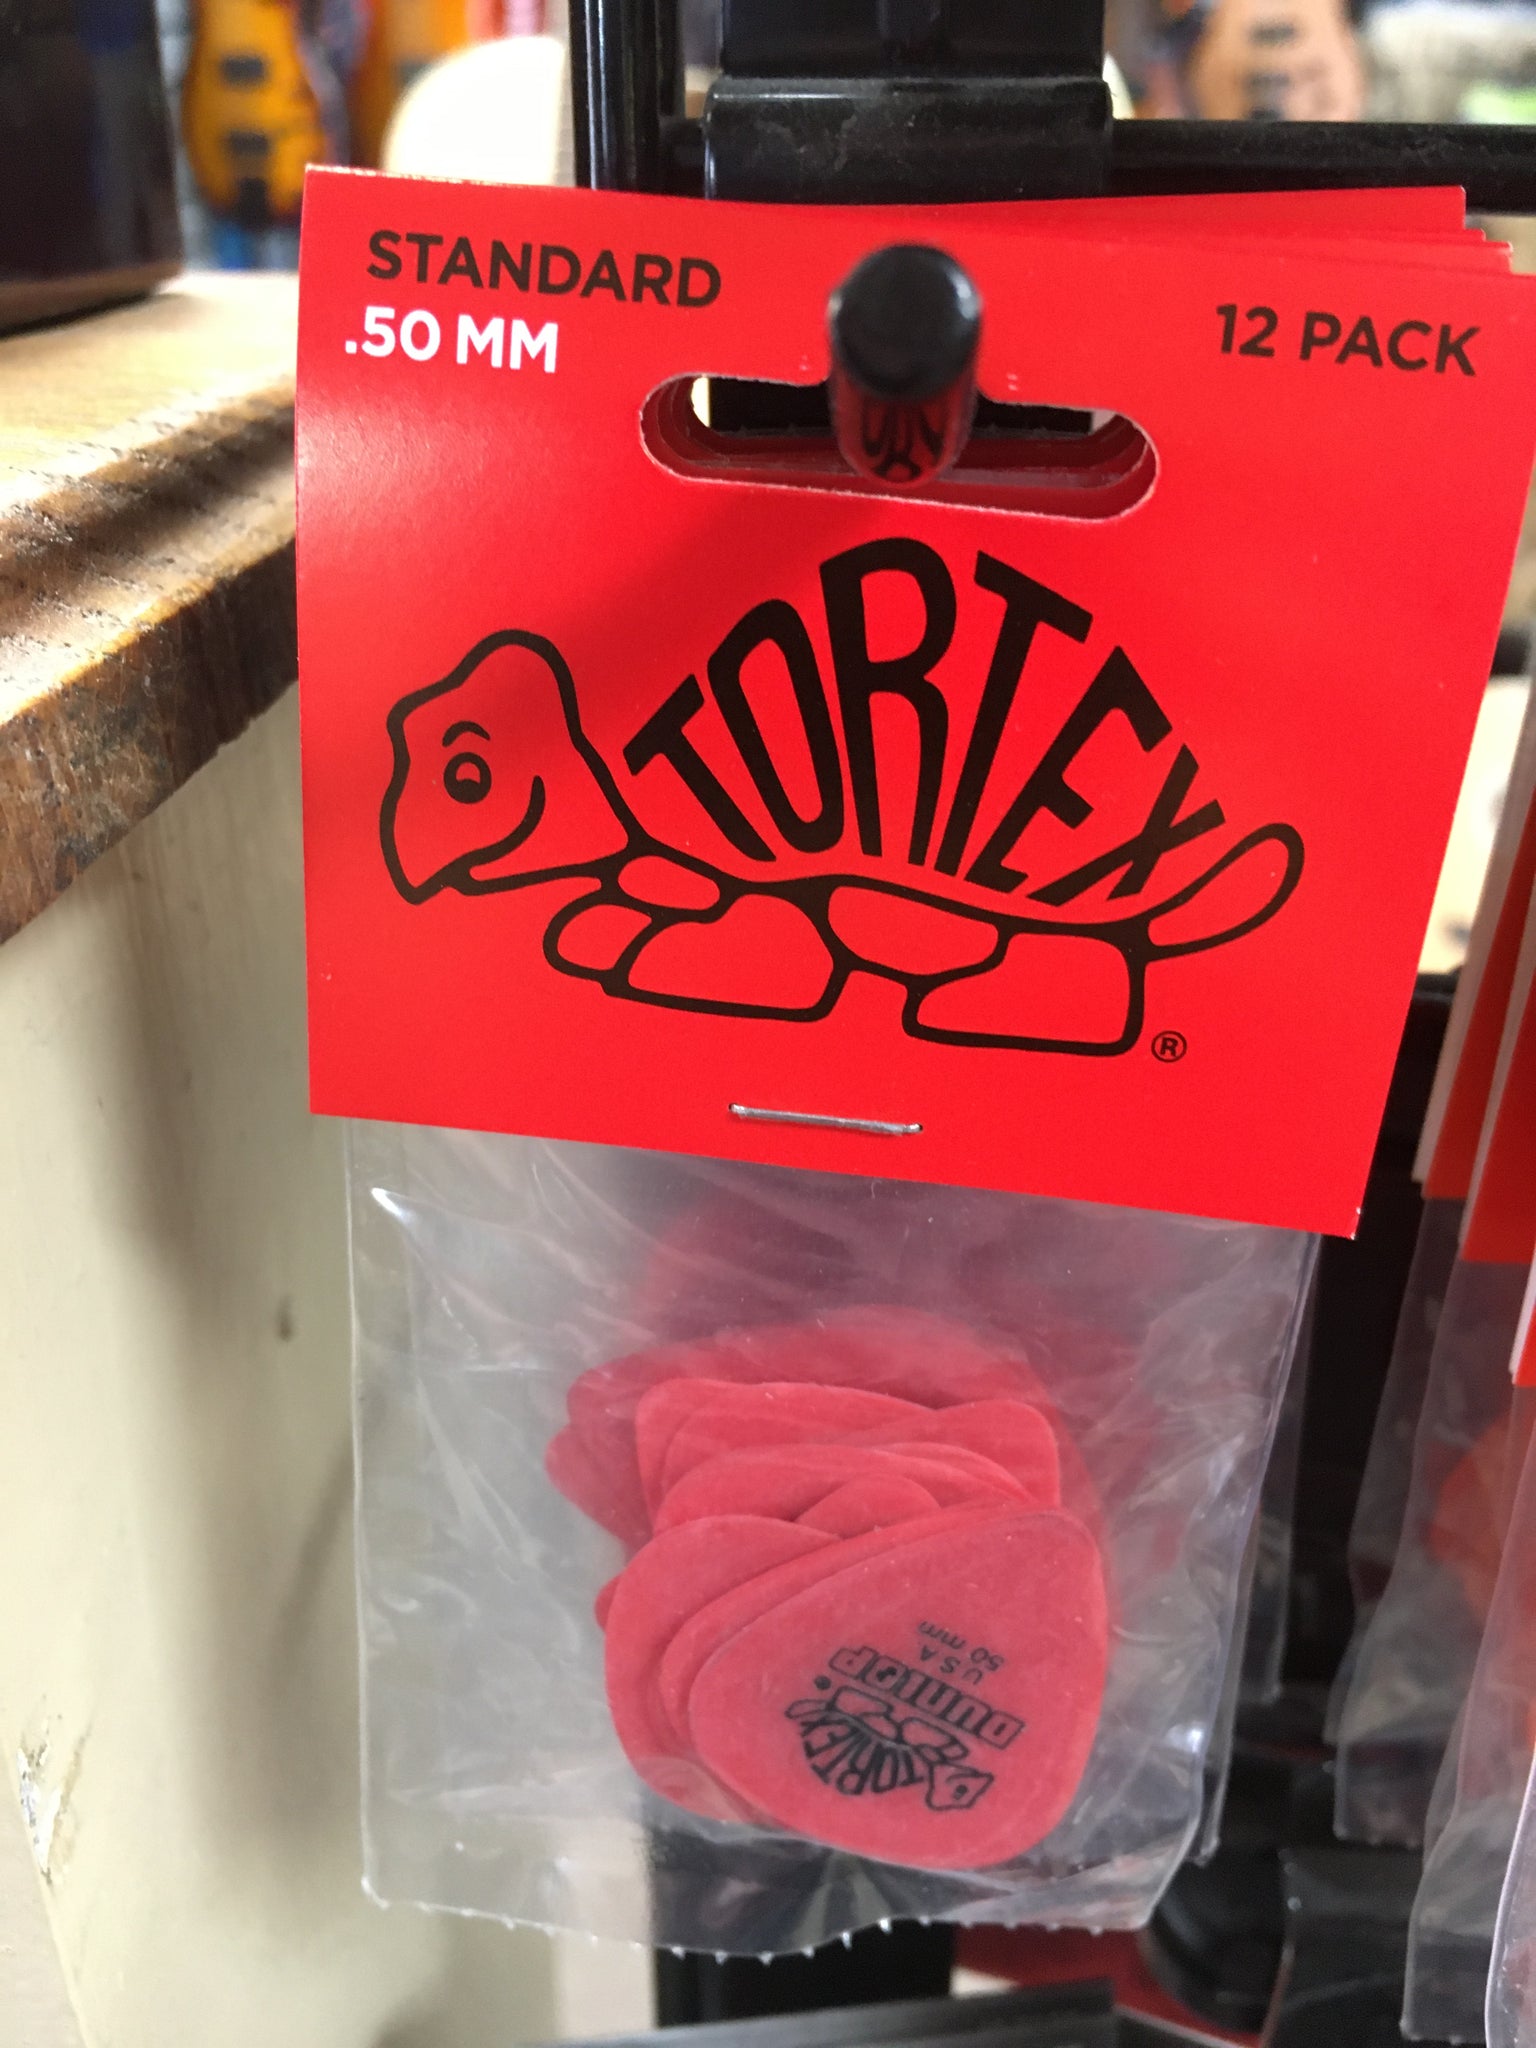 STANDARD
.50 MM
12 PACK
TORTEX
®
TORTEX
®
DUNLOP
U S A
50 mm